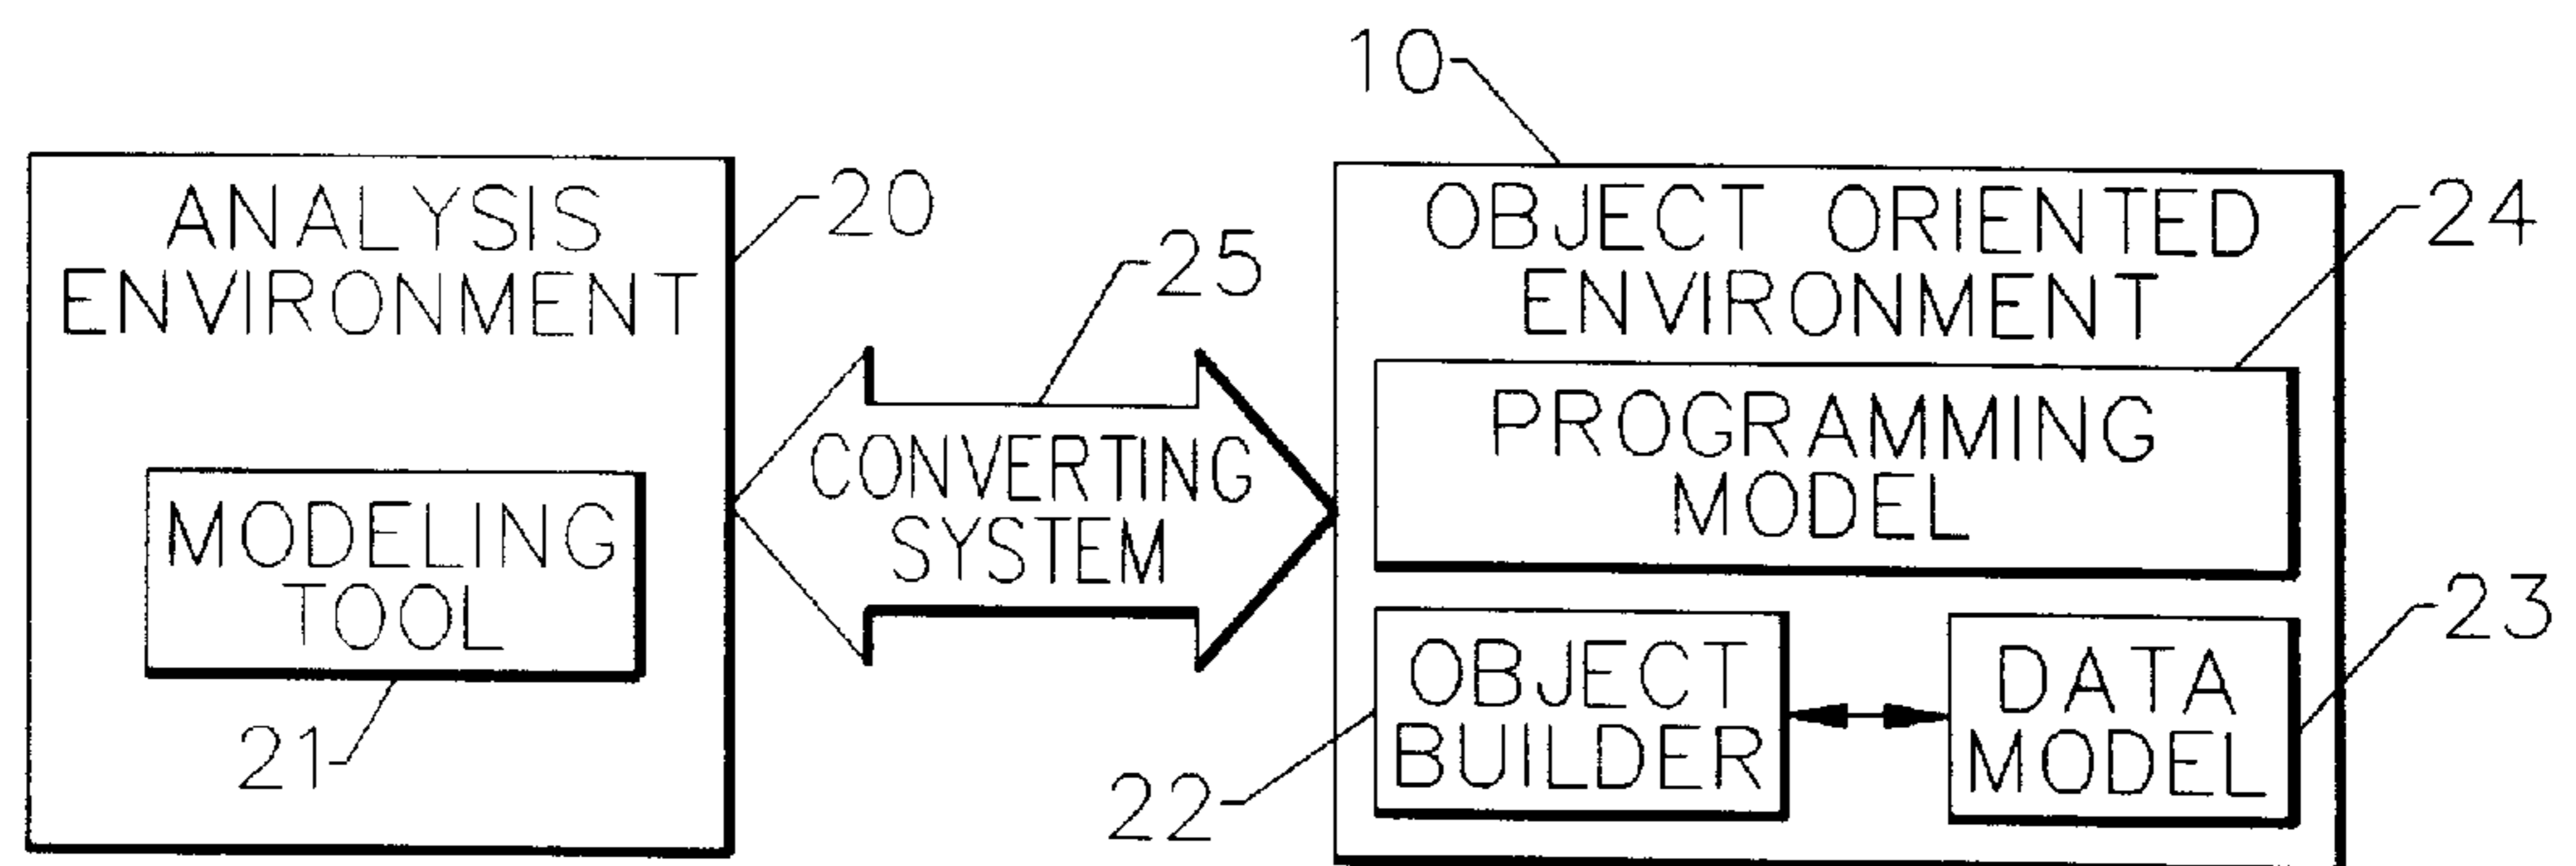 10
ANALYSIS
ENVIRONMENT
20
25
OBJECT ORIENTED
ENVIRONMENT
24
PROGRAMMING
MODEL
CONVERTING
SYSTEM
MODELING
TOOL
21
OBJECT
BUILDER
22
DATA
MODEL
23